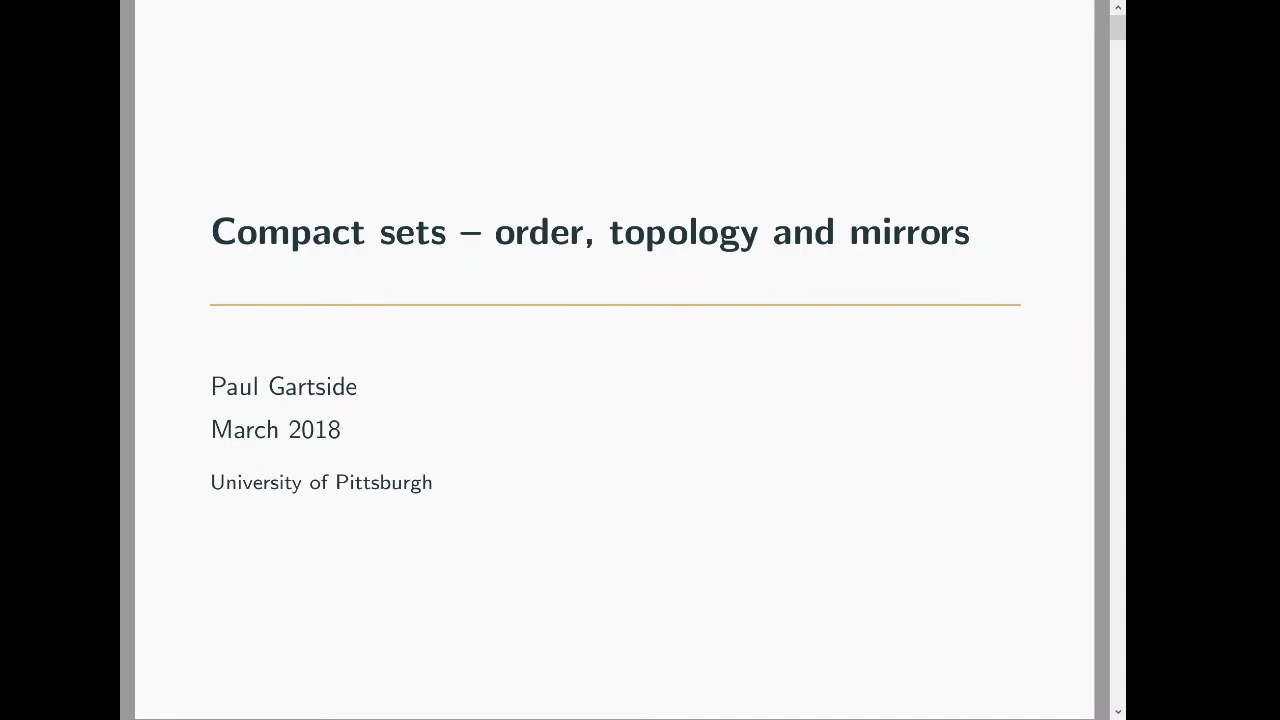 Compact sets – order, topology and mirrors
Paul Gartside
March 2018
University of Pittsburgh